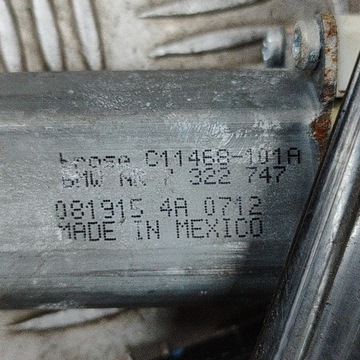 brose C11468-101A
BMW NR 7 322 747
081915 4A 0712
MADE IN MEXICO